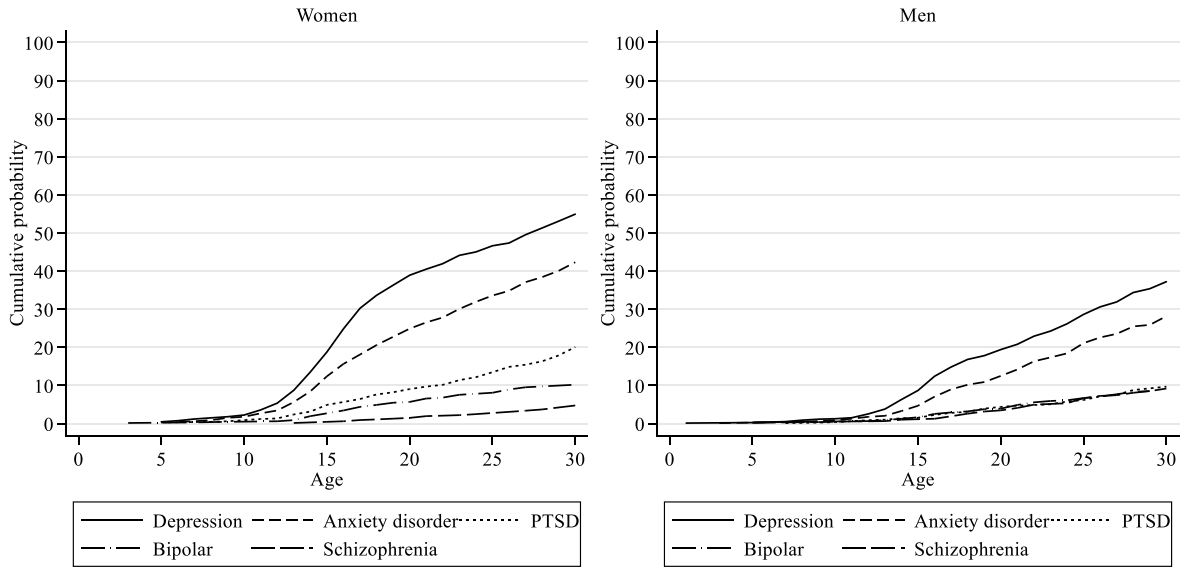 Women
100
90
80
70
60
50
40
30
20
10
0
Cumulative probability
0 5 10 15 20 25 30
Age
Depression Anxiety disorder PTSD
Bipolar Schizophrenia
Men
100
90
80
70
60
50
40
30
20
10
0
Cumulative probability
0 5 10 15 20 25 30
Age
Depression Anxiety disorder PTSD
Bipolar Schizophrenia